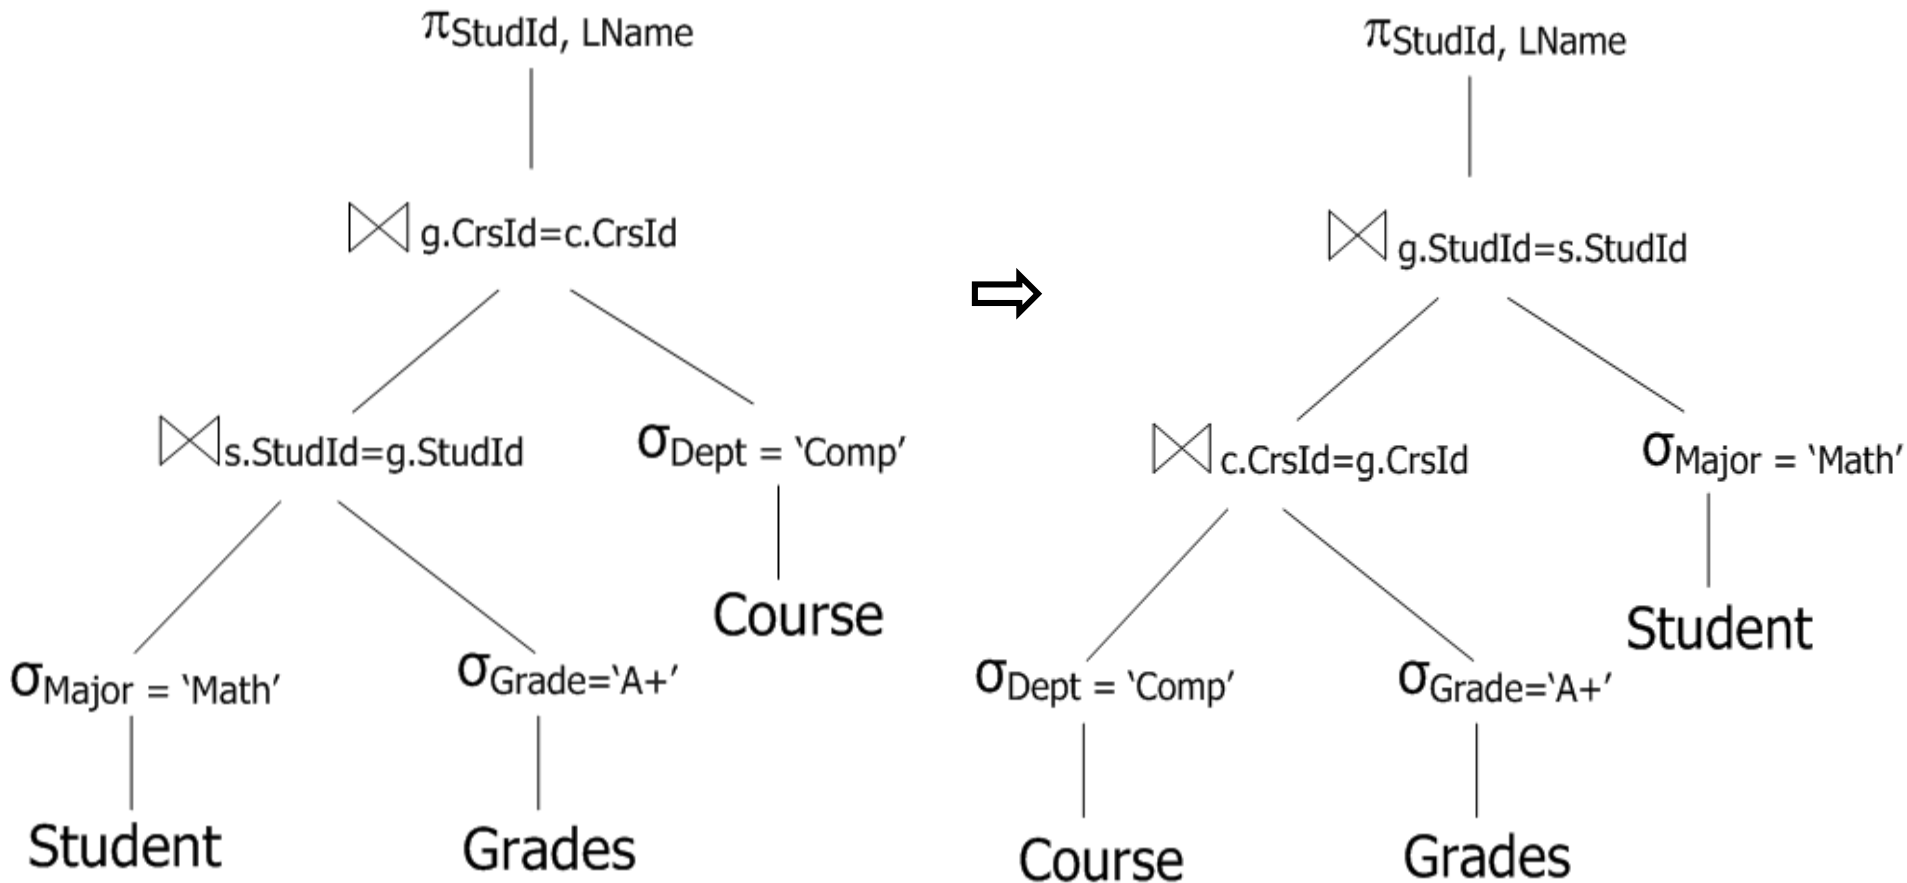 πStudId, LName
g.CrsId=c.CrsId
s.StudId=g.StudId
σDept = ‘Comp’
Course
σMajor = ‘Math’
σGrade=‘A+’
Student
Grades
πStudId, LName
g.StudId=s.StudId
c.CrsId=g.CrsId
σMajor = ‘Math’
Student
σDept = ‘Comp’
σGrade=‘A+’
Course
Grades